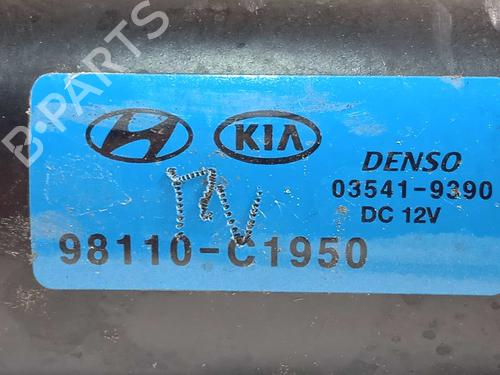 B-PARTS
KIA
DENSO
03541-9390
DC 12V
98110-C1950